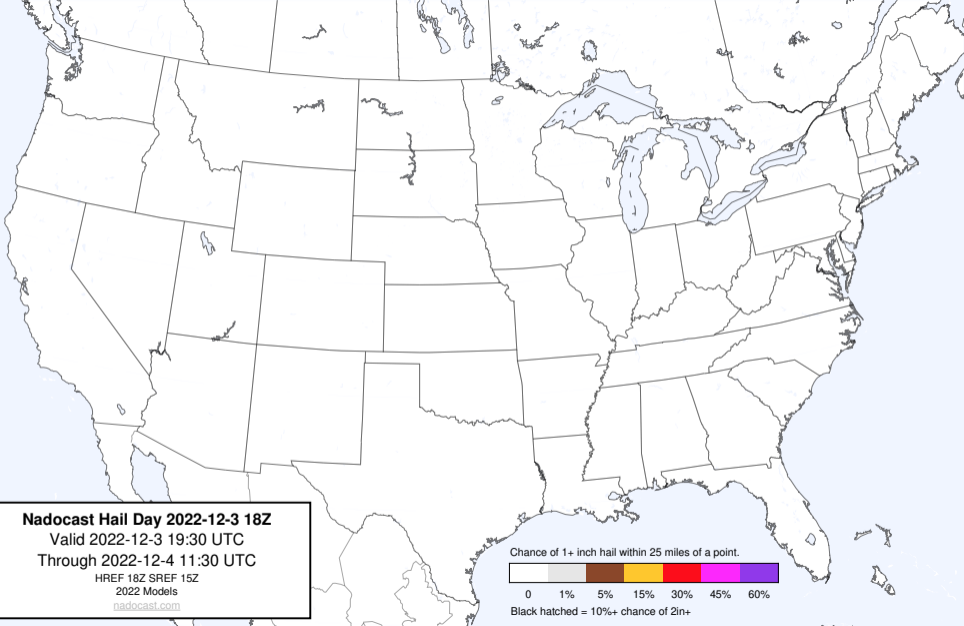 Nadocast Hail Day 2022-12-3 18Z
Valid 2022-12-3 19:30 UTC
Through 2022-12-4 11:30 UTC
HREF 18Z SREF 15Z
2022 Models
nadocast.com
Chance of 1+ inch hail within 25 miles of a point.
0 1% 5% 15% 30% 45% 60%
Black hatched = 10%+ chance of 2in+